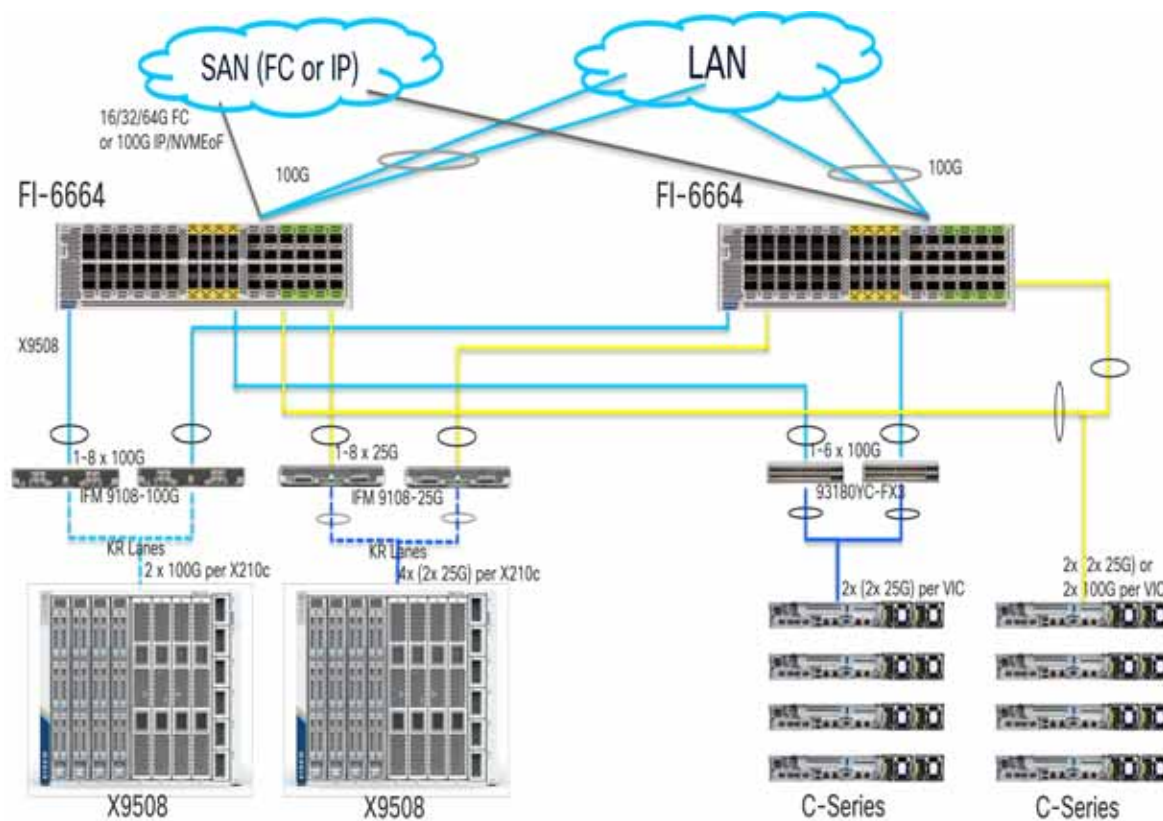 SAN (FC or IP)
LAN
16/32/64G FC
or 100G IP/NVMEoF
100G
100G
FI-6664
FI-6664
X9508
1-8 x 100G
1-8 x 25G
1-6 x 100G
IFM 9108-100G
IFM 9108-25G
93180YC-FX3
KR Lanes
KR Lanes
2 x 100G per X210c
4x (2x 25G) per X210c
2x (2x 25G) per VIC
2x (2x 25G) or
2x 100G per VIC
X9508
X9508
C-Series
C-Series